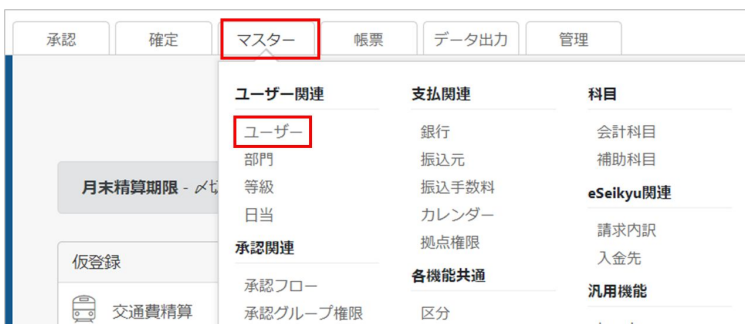 承認 確定 マスター 帳票 データ出力 管理
ユーザー関連
ユーザー
部門
等級
日当
承認関連
承認フロー
承認グループ権限
支払関連
銀行
振込元
振込手数料
カレンダー
拠点権限
各機能共通
区分
科目
会計科目
補助科目
eSeikyu関連
請求内訳
入金先
汎用機能
月末精算期限 - 〆切
仮登録
交通費精算